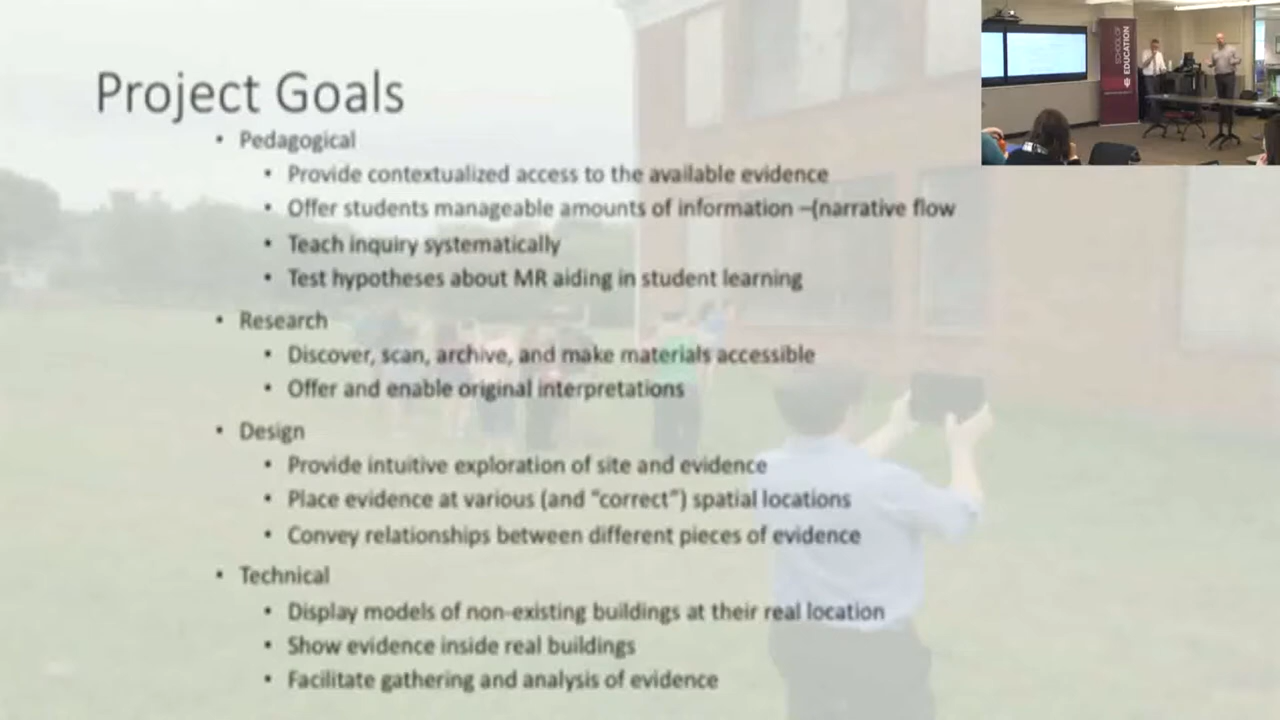 Project Goals
• Pedagogical
• Provide contextualized access to the available evidence
• Offer students manageable amounts of information –(narrative flow
• Teach inquiry systematically
• Test hypotheses about MR aiding in student learning
• Research
• Discover, scan, archive, and make materials accessible
• Offer and enable original interpretations
• Design
• Provide intuitive exploration of site and evidence
• Place evidence at various (and “correct”) spatial locations
• Convey relationships between different pieces of evidence
• Technical
• Display models of non-existing buildings at their real location
• Show evidence inside real buildings
• Facilitate gathering and analysis of evidence
SCHOOL OF
EDUCATION